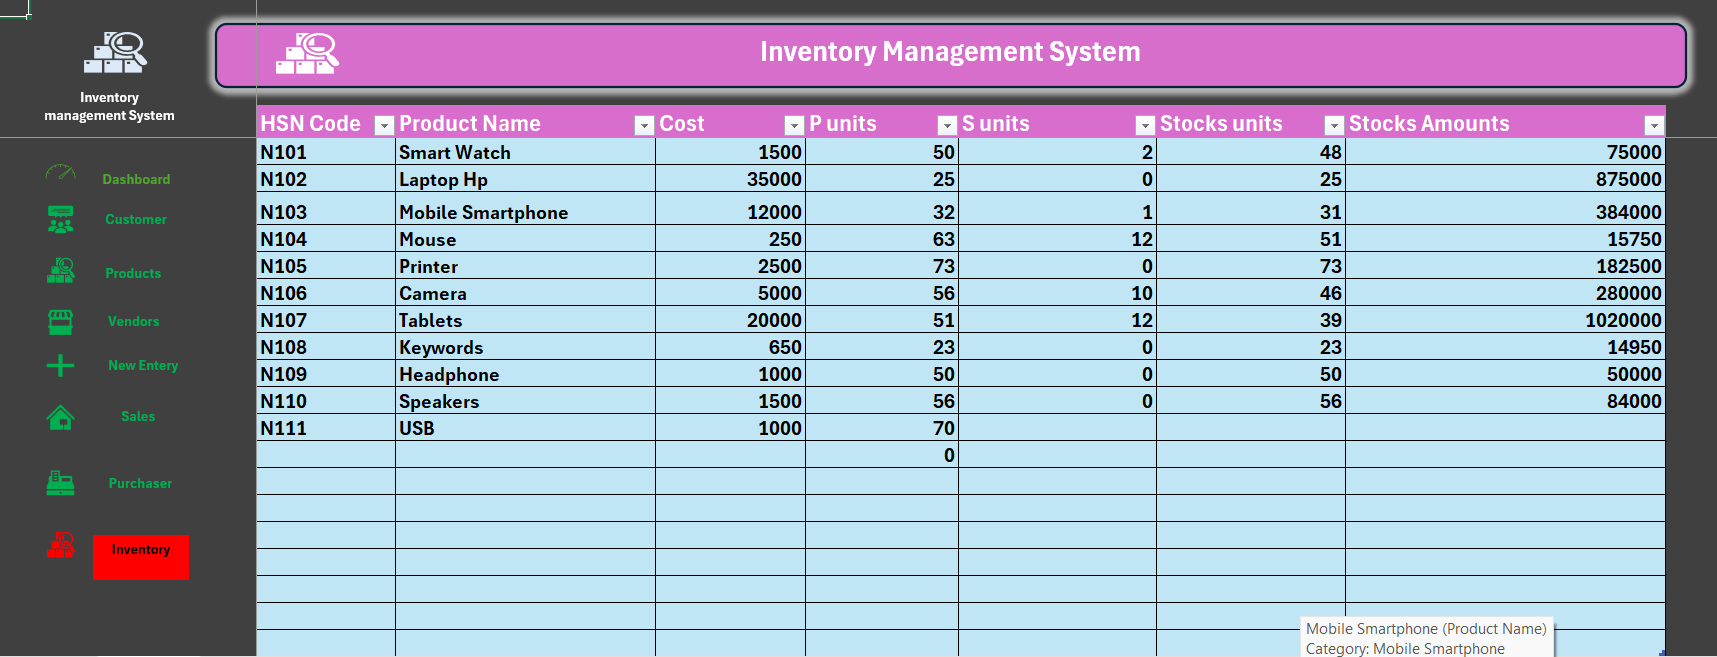 Inventory
management System
Inventory Management System
HSN Code Product Name Cost P units S units Stocks units Stocks Amounts
N101 Smart Watch 1500 50 2 48 75000
N102 Laptop Hp 35000 25 0 25 875000
N103 Mobile Smartphone 12000 32 1 31 384000
N104 Mouse 250 63 12 51 15750
N105 Printer 2500 73 0 73 182500
N106 Camera 5000 56 10 46 280000
N107 Tablets 20000 51 12 39 1020000
N108 Keywords 650 23 0 23 14950
N109 Headphone 1000 50 0 50 50000
N110 Speakers 1500 56 0 56 84000
N111 USB 1000 70
0
Dashboard
Customer
Products
Vendors
New Entery
Sales
Purchaser
Inventory
Mobile Smartphone (Product Name)
Category: Mobile Smartphone